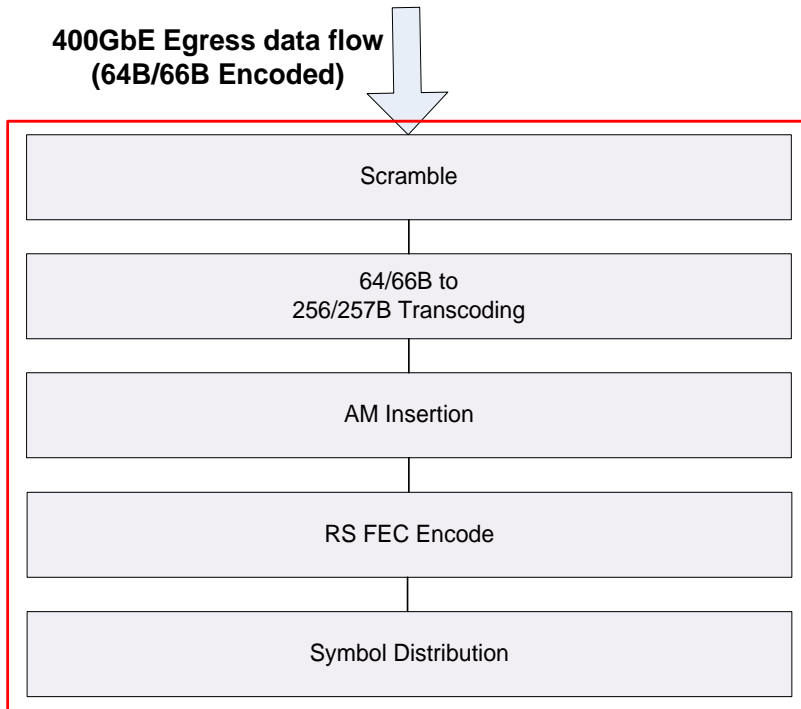 400GbE Egress data flow
(64B/66B Encoded)
Scramble
64/66B to
256/257B Transcoding
AM Insertion
RS FEC Encode
Symbol Distribution